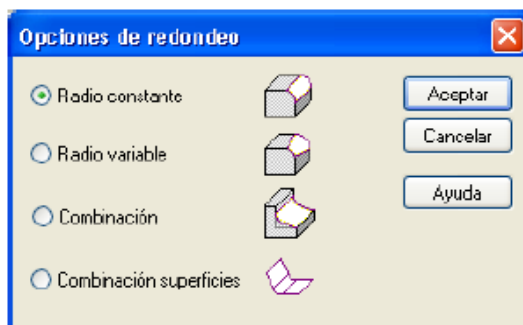 Opciones de redondeo
Radio constante
Aceptar
Radio variable
Cancelar
Combinación
Ayuda
Combinación superficies